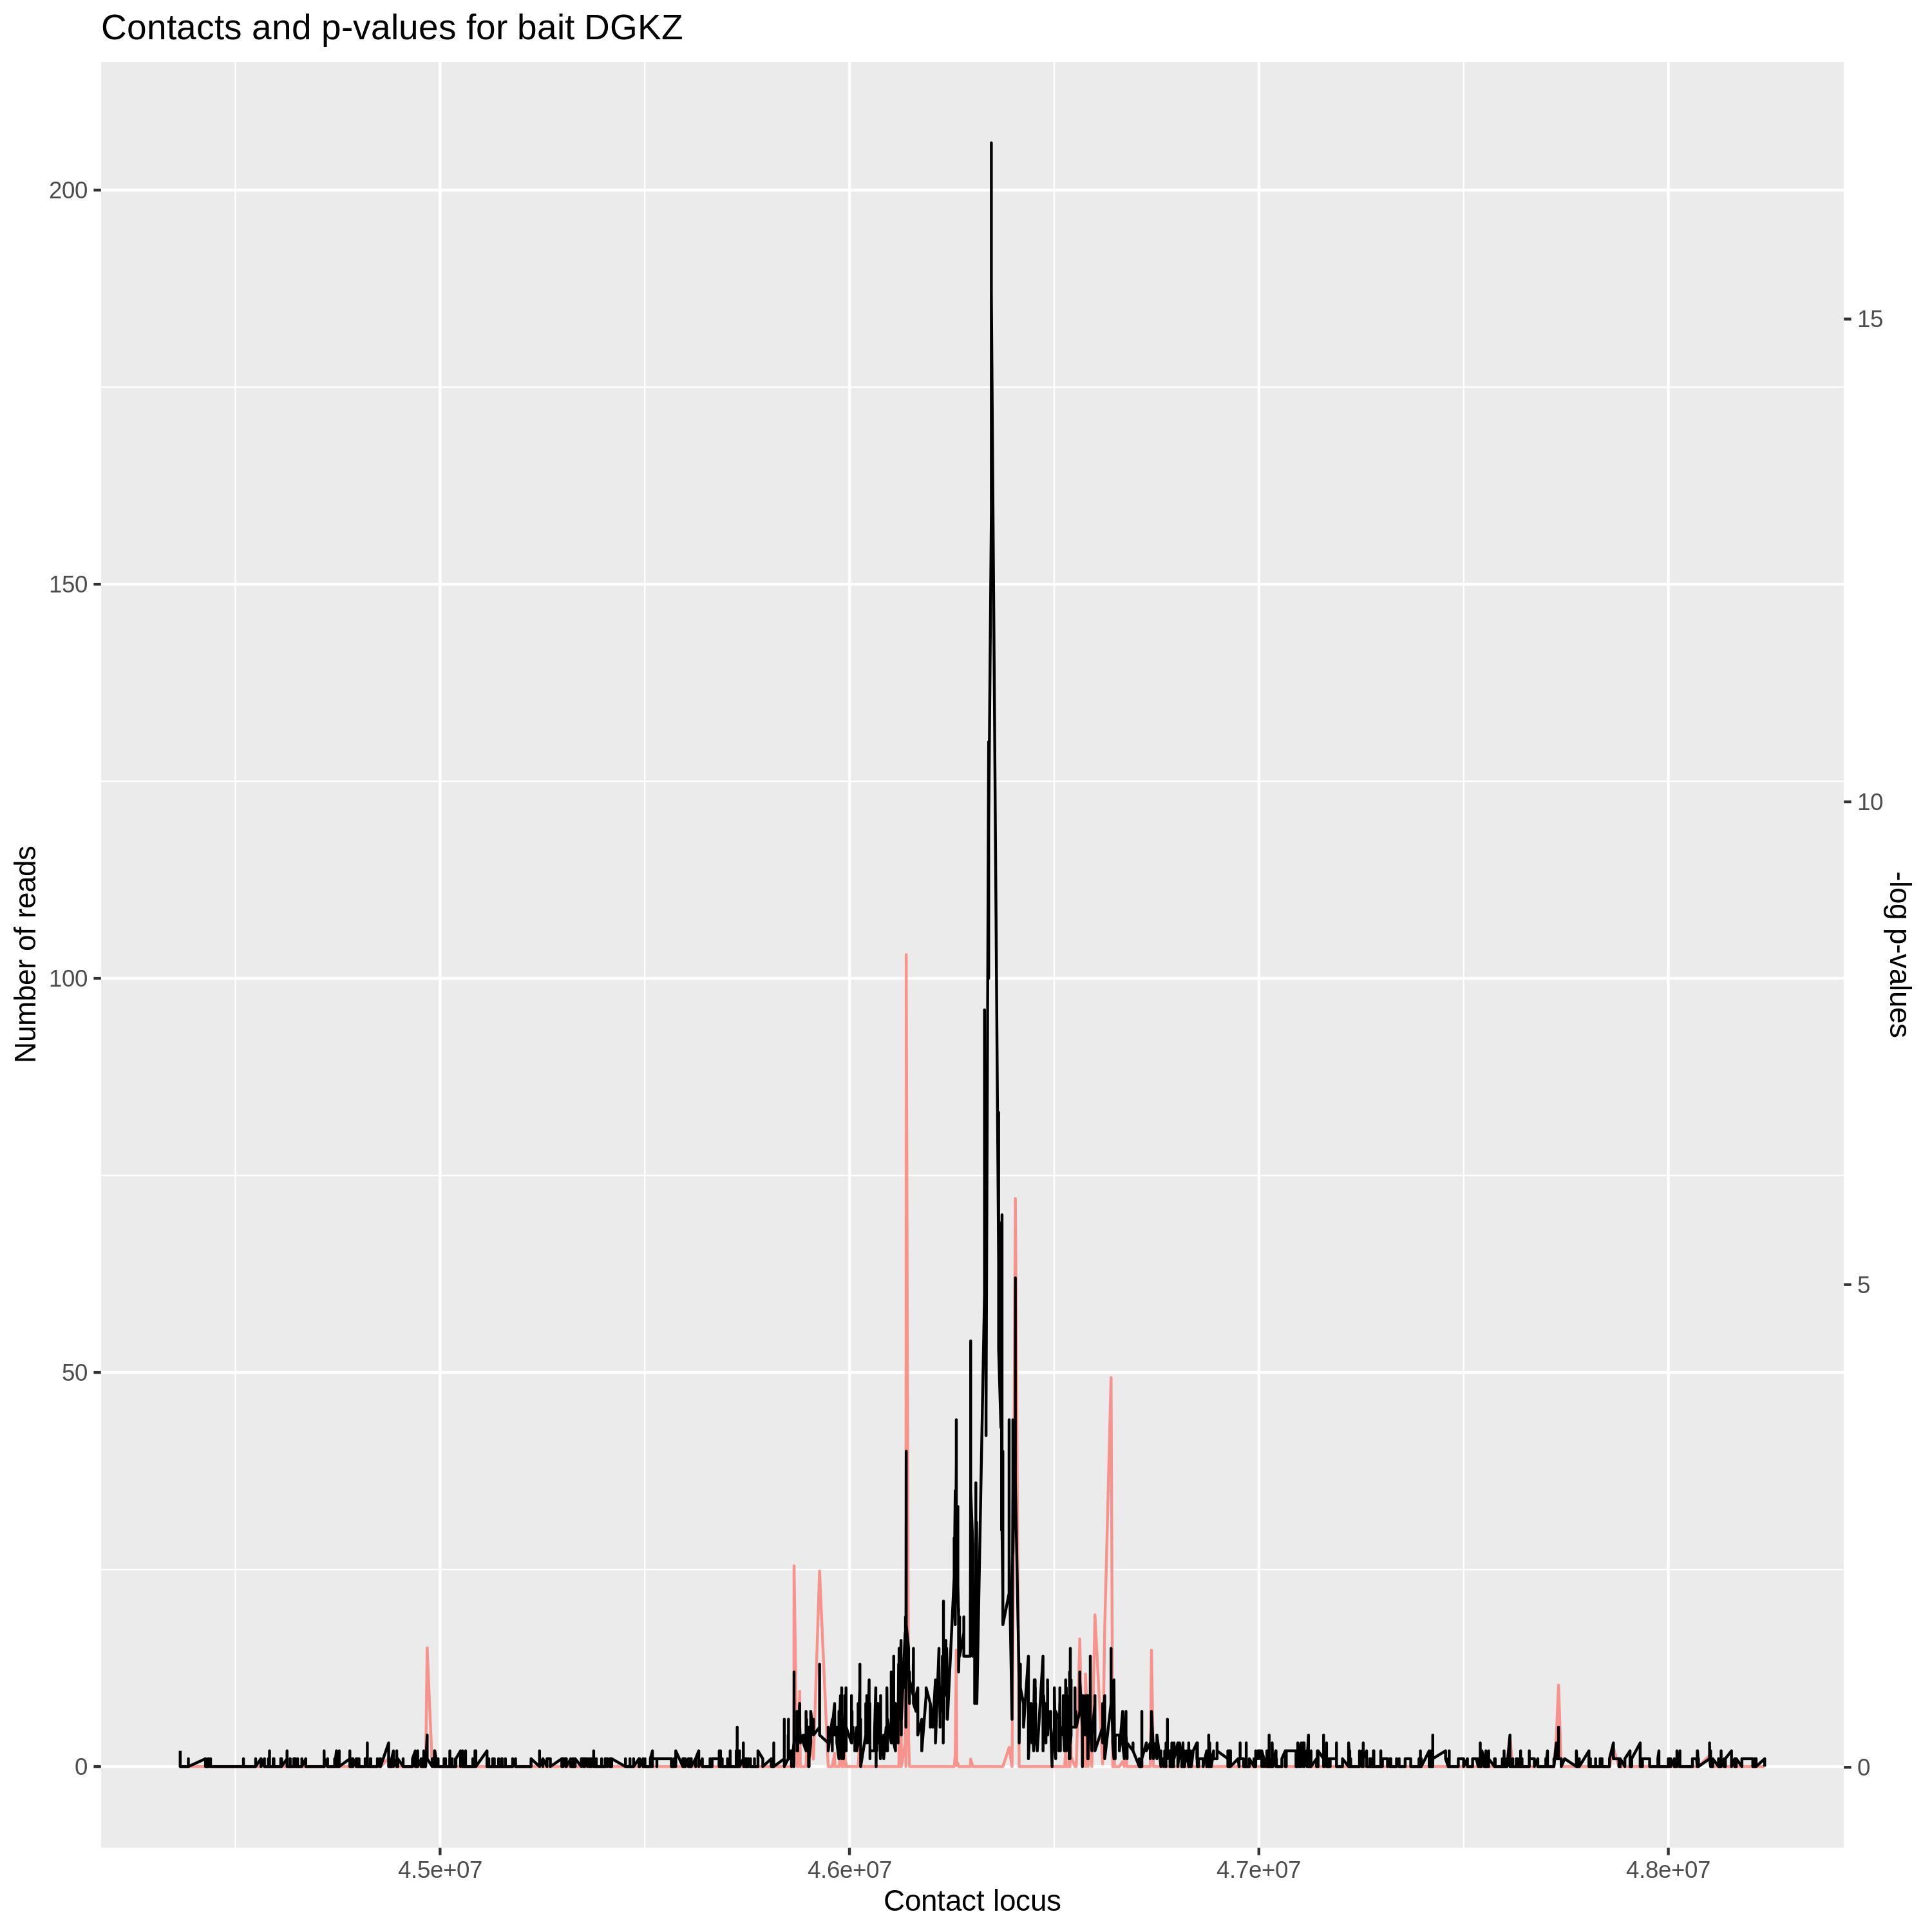 Contacts and p-values for bait DGKZ
200
150
100
50
0
Number of reads
15
10
5
0
-log p-values
4.5e+07
4.6e+07
4.7e+07
4.8e+07
Contact locus